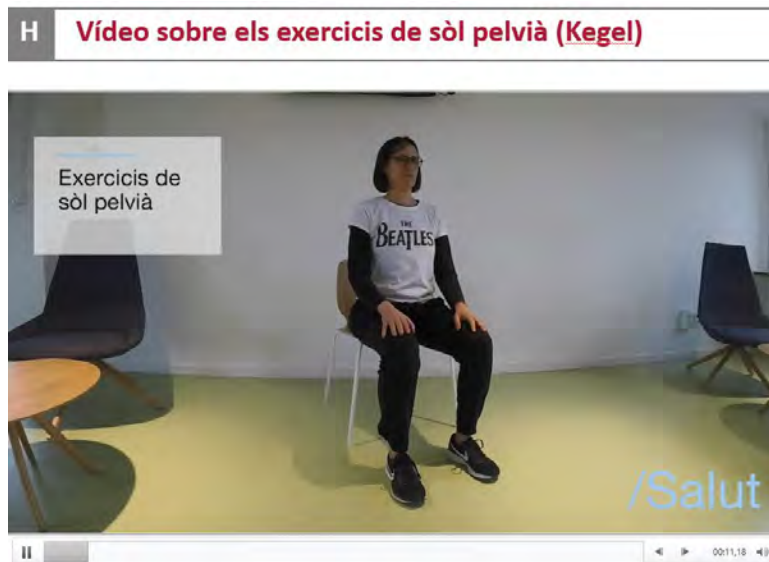 H
Vídeo sobre els exercicis de sòl pelvià (Kegel)
Exercicis de
sòl pelvià
THE
BEATLES
/Salut
00:11,18